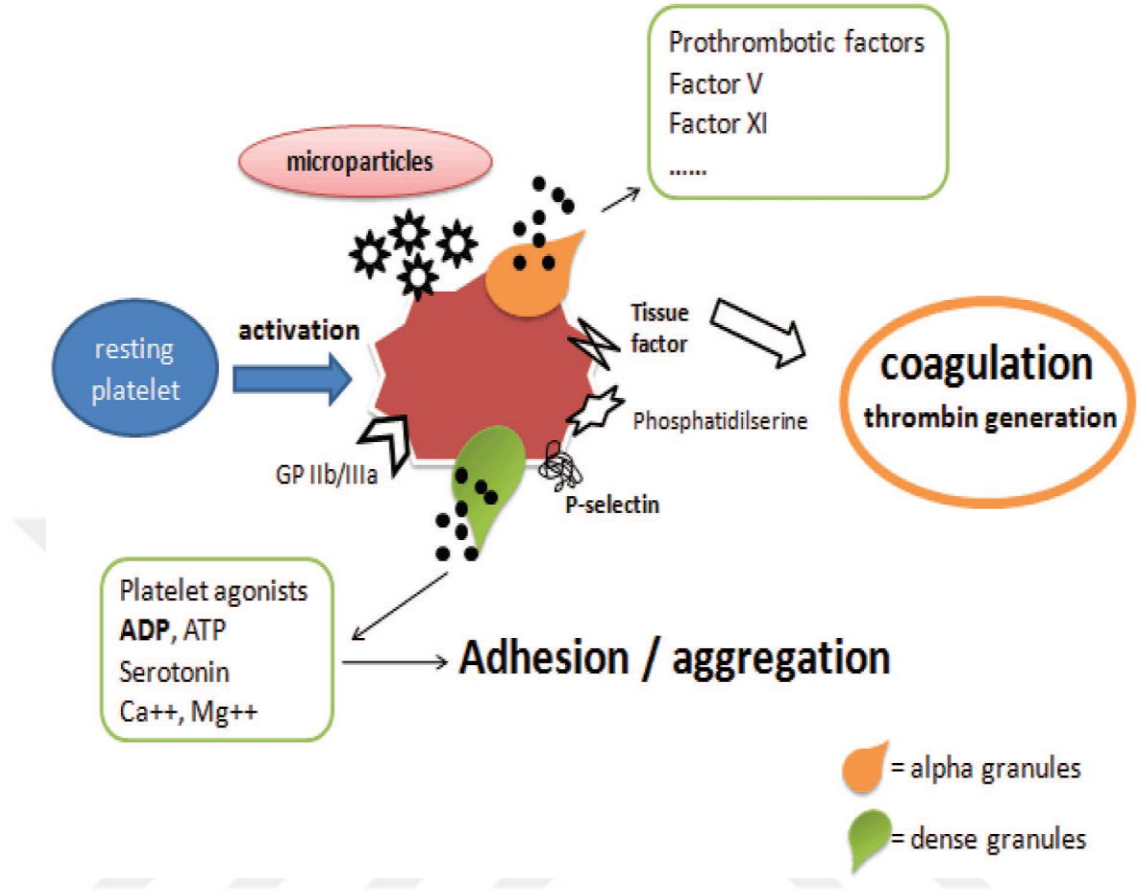 Prothrombotic factors
Factor V
Factor XI
......
microparticles
resting
platelet
activation
Tissue
factor
coagulation
thrombin generation
Phosphatidilserine
GP IIb/IIIa
P-selectin
Platelet agonists
ADP, ATP
Serotonin
Ca++, Mg++
Adhesion / aggregation
= alpha granules
= dense granules